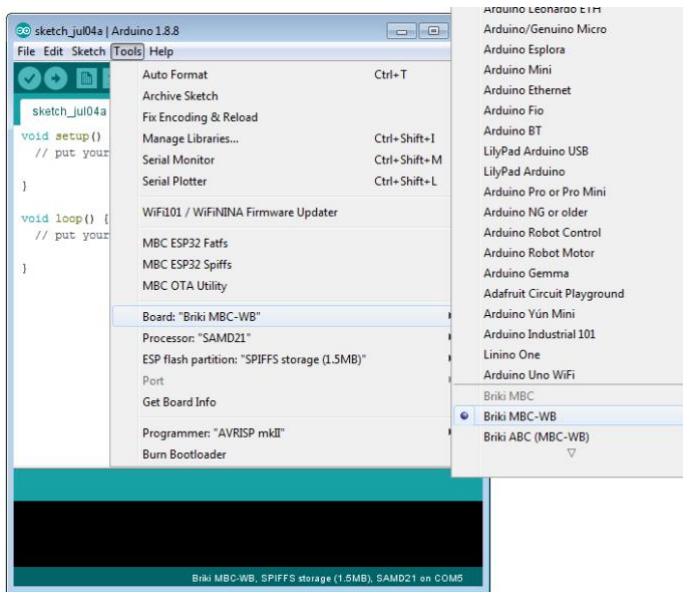 sketch_jul04a | Arduino 1.8.8
File Edit Sketch Tools Help
sketch_jul04a
void setup()
// put your
}
void loop() {
// put your
}
Auto Format Ctrl+T
Archive Sketch
Fix Encoding & Reload
Manage Libraries... Ctrl+Shift+I
Serial Monitor Ctrl+Shift+M
Serial Plotter Ctrl+Shift+L
WiFi101 / WiFiNINA Firmware Updater
MBC ESP32 Fatfs
MBC ESP32 Spiffs
MBC OTA Utility
Board: "Briki MBC-WB"
Processor: "SAMD21"
ESP flash partition: "SPIFFS storage (1.5MB)"
Port
Get Board Info
Programmer: "AVRISP mkII"
Burn Bootloader
Arduino Leonardo ETH
Arduino/Genuino Micro
Arduino Esplora
Arduino Mini
Arduino Ethernet
Arduino Fio
Arduino BT
LilyPad Arduino USB
LilyPad Arduino
Arduino Pro or Pro Mini
Arduino NG or older
Arduino Robot Control
Arduino Robot Motor
Arduino Gemma
Adafruit Circuit Playground
Arduino Yún Mini
Arduino Industrial 101
Linino One
Arduino Uno WiFi
Briki MBC
Briki MBC-WB
Briki ABC (MBC-WB)
Briki MBC-WB, SPIFFS storage (1.5MB), SAMD21 on COM5